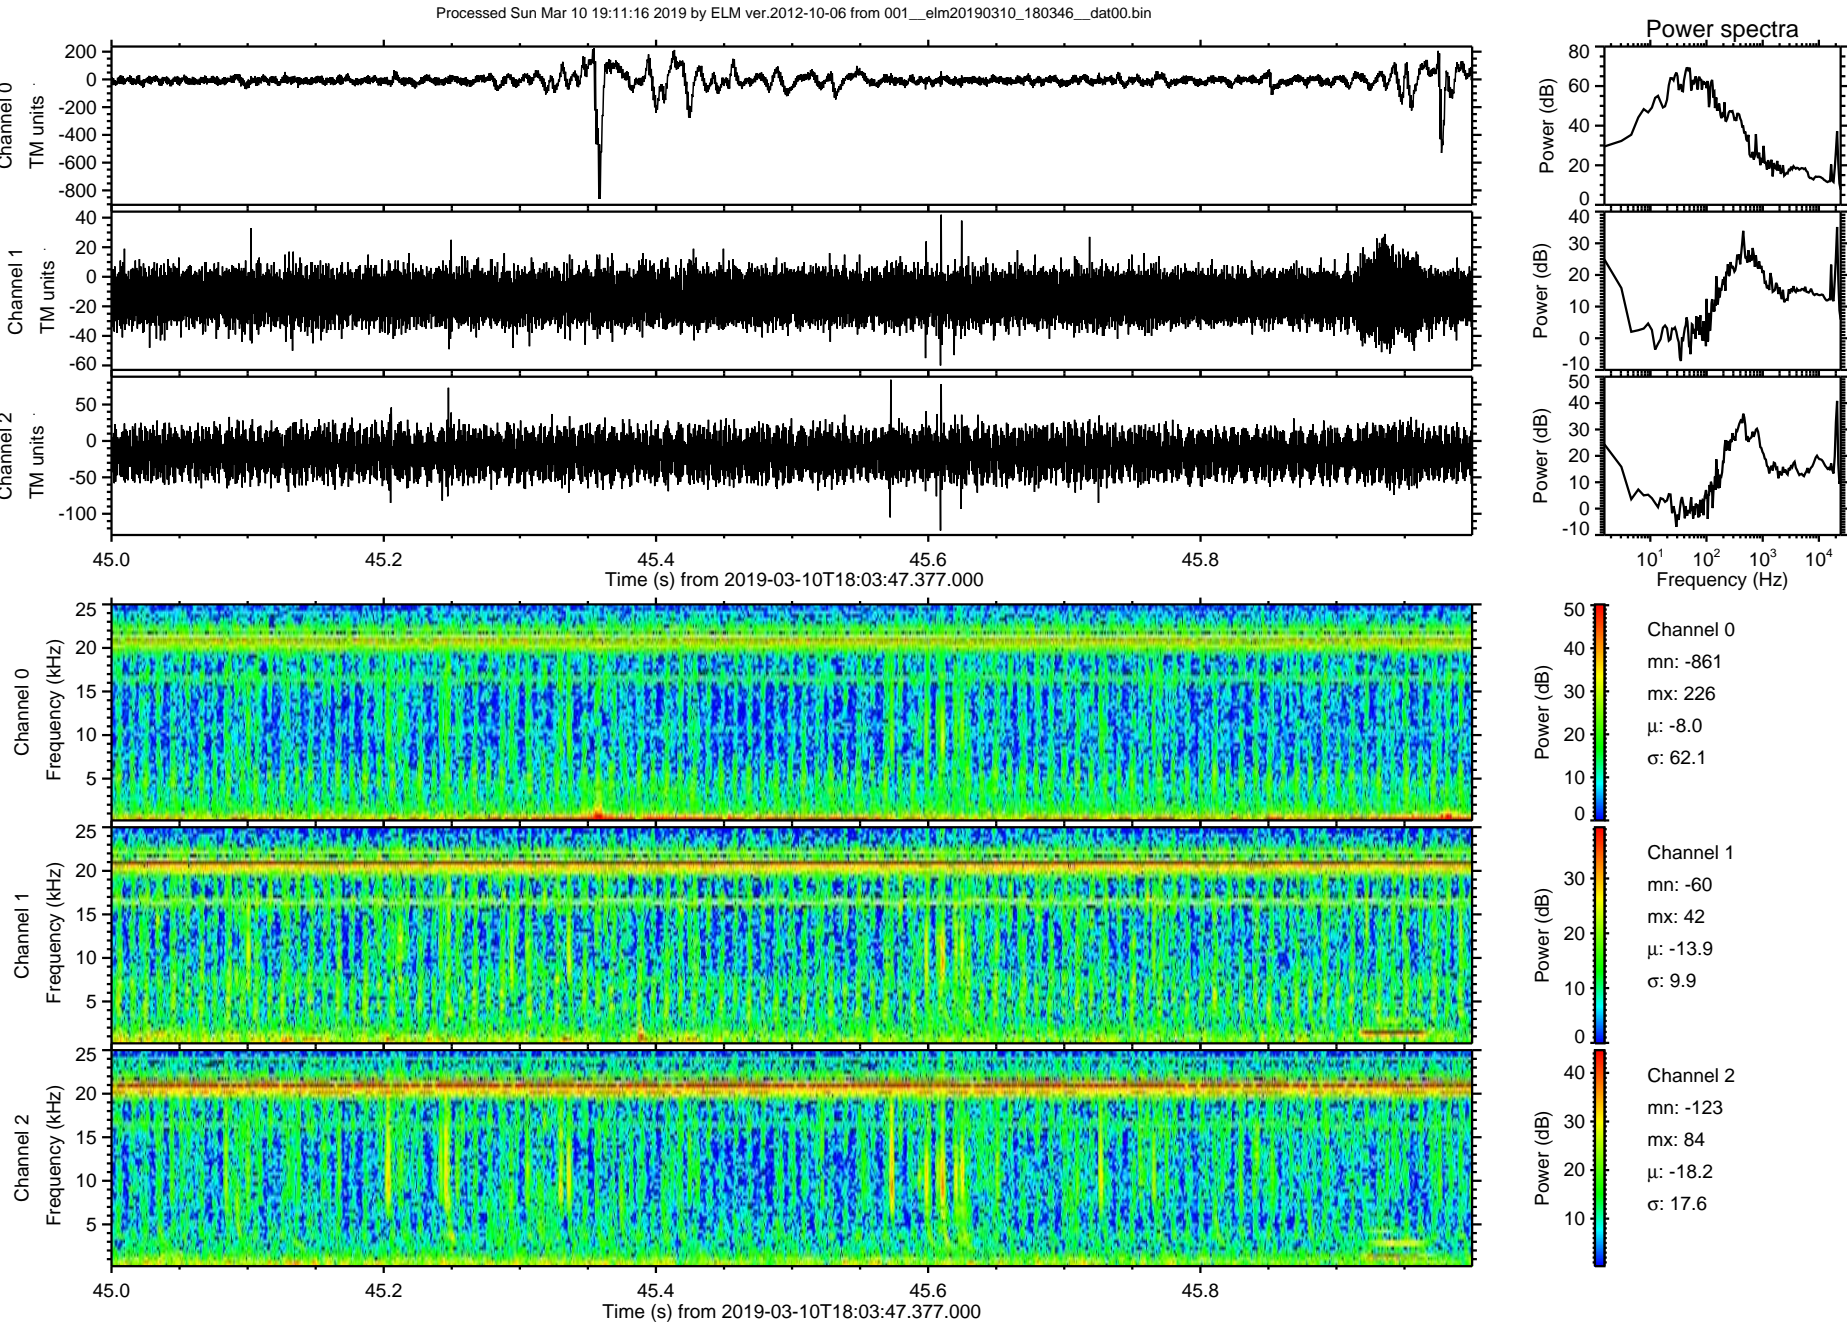 Processed Sun Mar 10 19:11:16 2019 by ELM ver.2012-10-06 from 001__elm20190310_180346__dat00.bin
Power spectra
Channel 0
TM units
200
0
-200
-400
-600
-800
Power (dB)
80
60
40
20
0
Channel 1
TM units
40
20
0
-20
-40
-60
Power (dB)
40
30
20
10
0
-10
Channel 2
TM units
50
0
-50
-100
Power (dB)
50
40
30
20
10
0
-10
45.0 45.2 45.4 45.6 45.8
Time (s) from 2019-03-10T18:03:47.377.000
10^1 10^2 10^3 10^4
Frequency (Hz)
Channel 0
Frequency (kHz)
25
20
15
10
5
Power (dB)
50
40
30
20
10
0
Channel 0
mn: -861
mx: 226
μ: -8.0
σ: 62.1
Channel 1
Frequency (kHz)
25
20
15
10
5
Power (dB)
30
20
10
0
Channel 1
mn: -60
mx: 42
μ: -13.9
σ: 9.9
Channel 2
Frequency (kHz)
25
20
15
10
5
Power (dB)
40
30
20
10
Channel 2
mn: -123
mx: 84
μ: -18.2
σ: 17.6
45.0 45.2 45.4 45.6 45.8
Time (s) from 2019-03-10T18:03:47.377.000